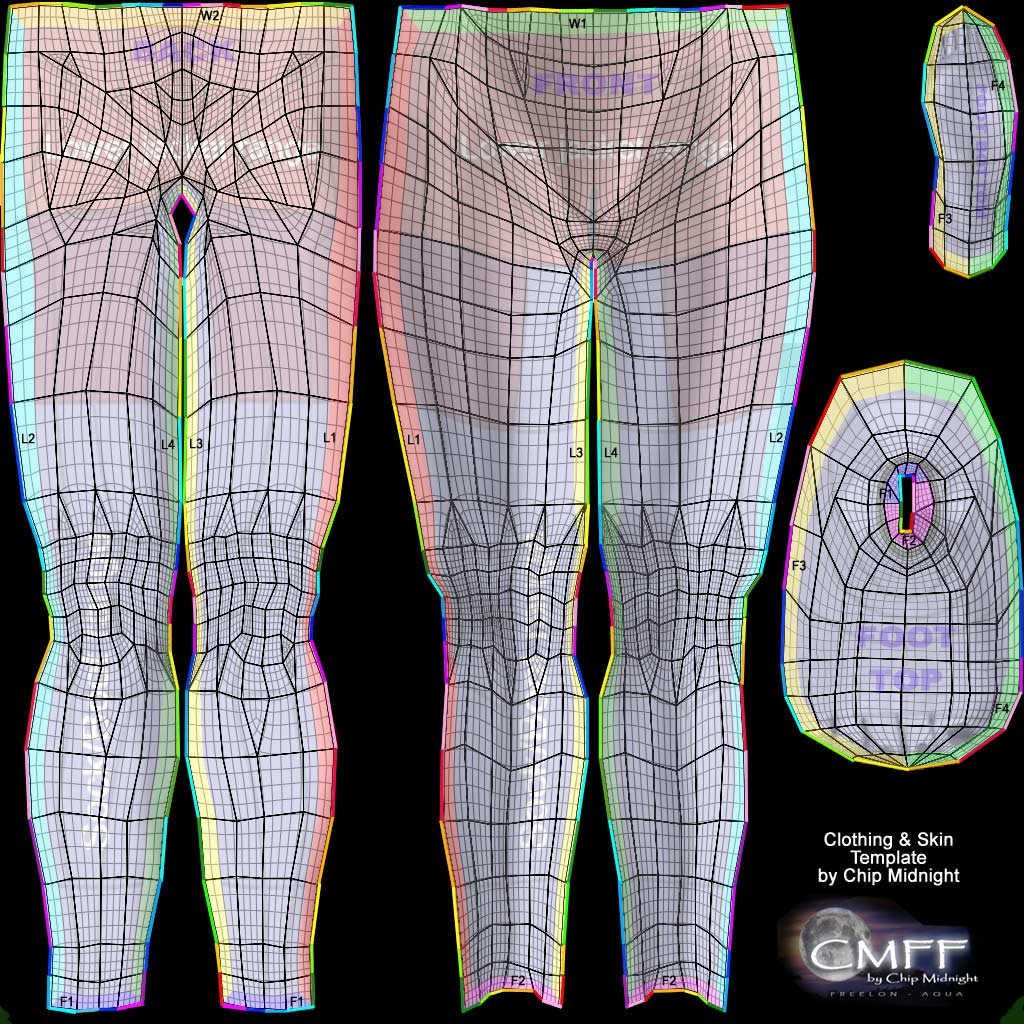 W2
BACK
W1
FRONT
F4
F3
L2
L4
L3
L1
L1
L3
L4
L2
F1
F2
F3
FOOT
TOP
F4
F1
F1
F2
F2
Clothing & Skin
Template
by Chip Midnight
CMFF
by Chip Midnight
FREELON - AQUA